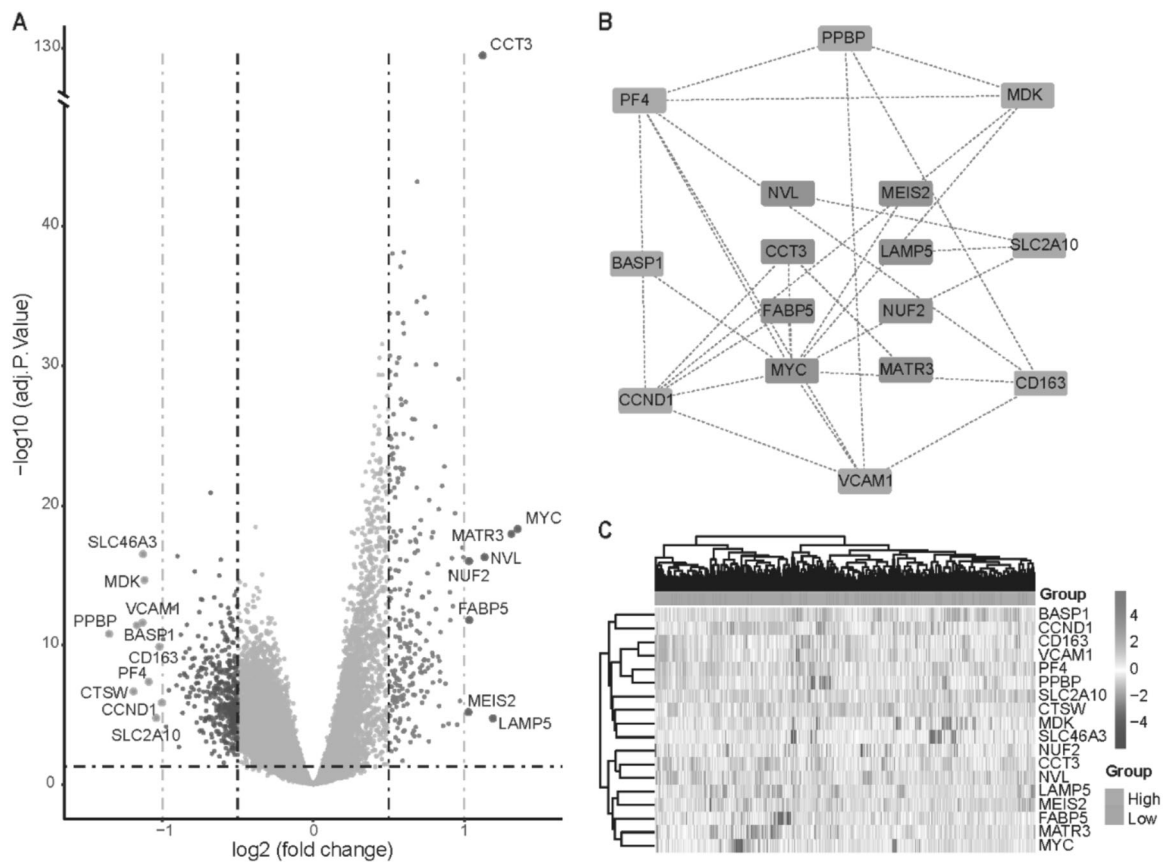 A
130
CCT3
40
30
20
10
0
−log10 (adj.P.Value)
SLC46A3
MDK
VCAM1
PPBP
BASP1
CD163
PF4
CTSW
CCND1
SLC2A10
MYC
MATR3
NVL
NUF2
FABP5
MEIS2
LAMP5
−1
0
1
log2 (fold change)
B
PPBP
PF4
MDK
NVL
MEIS2
SLC2A10
CCT3
LAMP5
BASP1
FABP5
NUF2
MYC
MATR3
CD163
CCND1
VCAM1
C
Group
BASP1
CCND1
CD163
VCAM1
PF4
PPBP
SLC2A10
CTSW
MDK
SLC46A3
NUF2
CCT3
NVL
LAMP5
MEIS2
FABP5
MATR3
MYC
4
2
0
−2
−4
Group
High
Low